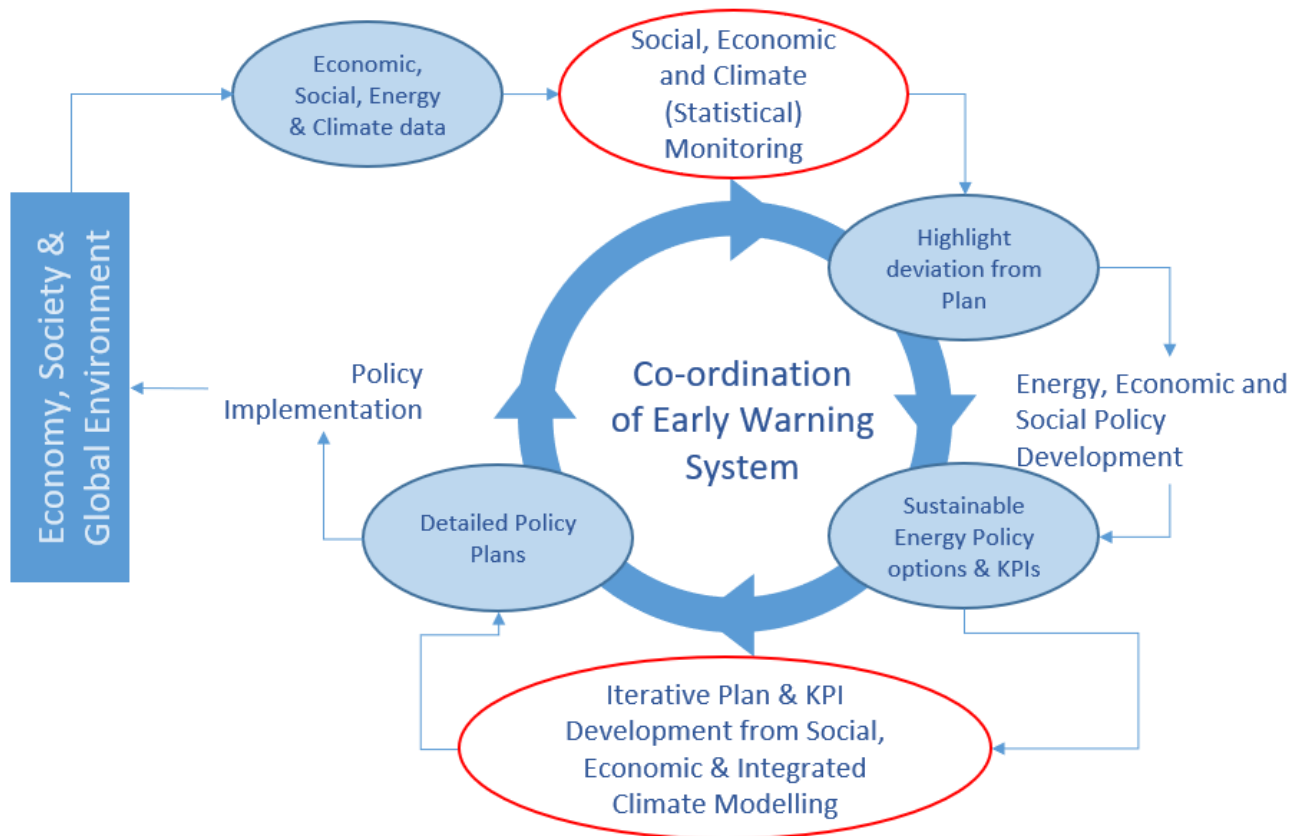 Economic,
Social, Energy
& Climate data
Social, Economic
and Climate
(Statistical)
Monitoring
Highlight
deviation from
Plan
Energy, Economic and
Social Policy
Development
Sustainable
Energy Policy
options & KPIs
Iterative Plan & KPI
Development from Social,
Economic & Integrated
Climate Modelling
Detailed Policy
Plans
Policy
Implementation
Economy, Society &
Global Environment
Co-ordination
of Early Warning
System